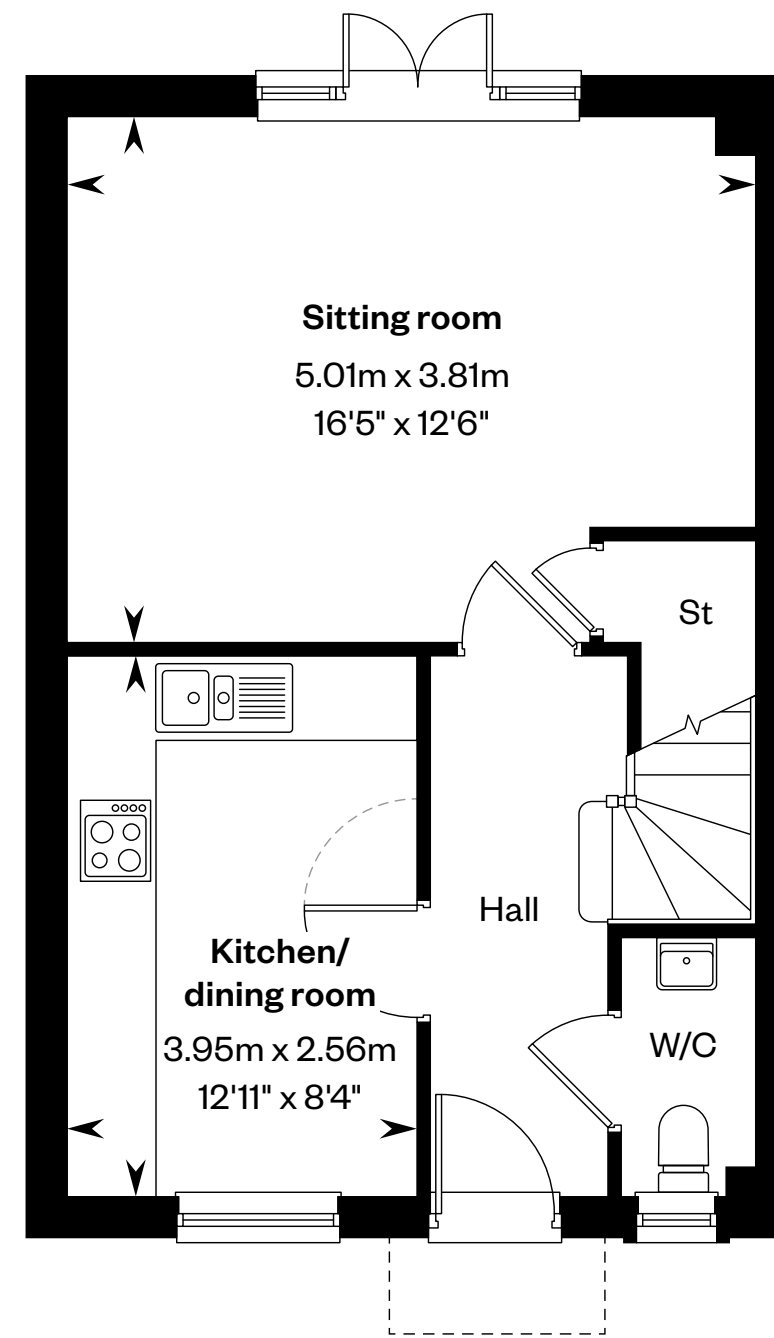 Sitting room
5.01m x 3.81m
16'5" x 12'6"
St
Hall
Kitchen/
dining room
3.95m x 2.56m
12'11" x 8'4"
W/C